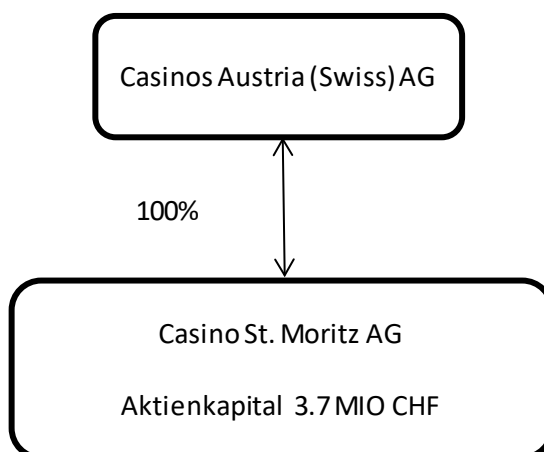 Casinos Austria (Swiss) AG
100%
Casino St. Moritz AG
Aktienkapital 3.7 MIO CHF